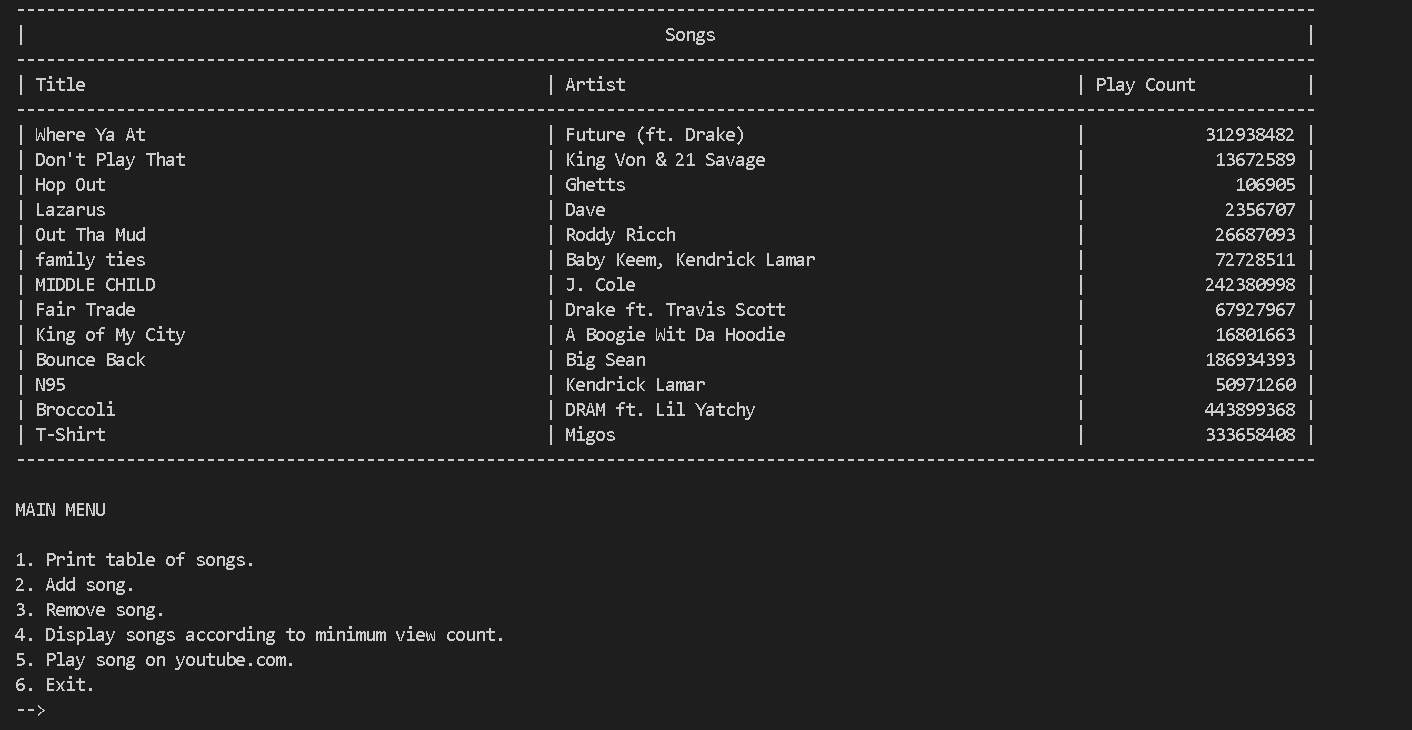 Songs
| Title | Artist | Play Count |
| Where Ya At | Future (ft. Drake) | 312938482 |
| Don't Play That | King Von & 21 Savage | 13672589 |
| Hop Out | Ghetts | 106905 |
| Lazarus | Dave | 2356707 |
| Out Tha Mud | Roddy Ricch | 26687093 |
| family ties | Baby Keem, Kendrick Lamar | 72728511 |
| MIDDLE CHILD | J. Cole | 242380998 |
| Fair Trade | Drake ft. Travis Scott | 67927967 |
| King of My City | A Boogie Wit Da Hoodie | 16801663 |
| Bounce Back | Big Sean | 186934393 |
| N95 | Kendrick Lamar | 50971260 |
| Broccoli | DRAM ft. Lil Yatchy | 443899368 |
| T-Shirt | Migos | 333658408 |
MAIN MENU
1. Print table of songs.
2. Add song.
3. Remove song.
4. Display songs according to minimum view count.
5. Play song on youtube.com.
6. Exit.
-->